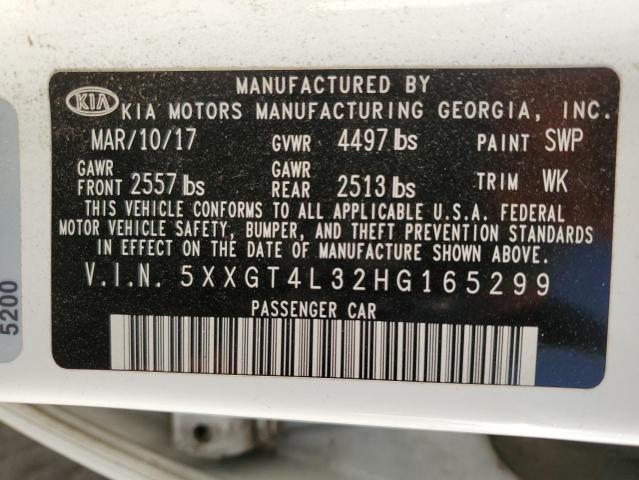 MANUFACTURED BY
KIA KIA MOTORS MANUFACTURING GEORGIA, INC.
MAR/10/17 GVWR 4497 lbs PAINT SWP
GAWR FRONT 2557 lbs GAWR REAR 2513 lbs TRIM WK
THIS VEHICLE CONFORMS TO ALL APPLICABLE U.S.A. FEDERAL
MOTOR VEHICLE SAFETY, BUMPER, AND THEFT PREVENTION STANDARDS
IN EFFECT ON THE DATE OF MANUFACTURE SHOWN ABOVE.
V.I.N. 5XXGT4L32HG165299
PASSENGER CAR
5200